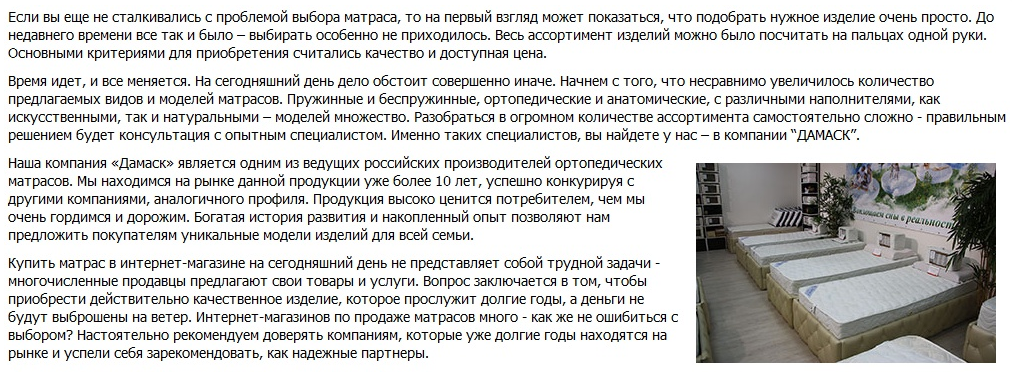 Если вы еще не сталкивались с проблемой выбора матраса, то на первый взгляд может показаться, что подобрать нужное изделие очень просто. До
недавнего времени все так и было – выбирать особенно не приходилось. Весь ассортимент изделий можно было посчитать на пальцах одной руки.
Основными критериями для приобретения считались качество и доступная цена.
Время идет, и все меняется. На сегодняшний день дело обстоит совершенно иначе. Начнем с того, что несравнимо увеличилось количество
предлагаемых видов и моделей матрасов. Пружинные и беспружинные, ортопедические и анатомические, с различными наполнителями, как
искусственными, так и натуральными – моделей множество. Разобраться в огромном количестве ассортимента самостоятельно сложно - правильным
решением будет консультация с опытным специалистом. Именно таких специалистов, вы найдете у нас – в компании “ДАМАСК”.
Наша компания «Дамаск» является одним из ведущих российских производителей ортопедических
матрасов. Мы находимся на рынке данной продукции уже более 10 лет, успешно конкурируя с
другими компаниями, аналогичного профиля. Продукция высоко ценится потребителем, чем мы
очень гордимся и дорожим. Богатая история развития и накопленный опыт позволяют нам
предложить покупателям уникальные модели изделий для всей семьи.
Купить матрас в интернет-магазине на сегодняшний день не представляет собой трудной задачи -
многочисленные продавцы предлагают свои товары и услуги. Вопрос заключается в том, чтобы
приобрести действительно качественное изделие, которое прослужит долгие годы, а деньги не
будут выброшены на ветер. Интернет-магазинов по продаже матрасов много - как же не ошибиться с
выбором? Настоятельно рекомендуем доверять компаниям, которые уже долгие годы находятся на
рынке и успели себя зарекомендовать, как надежные партнеры.
сны в реальность